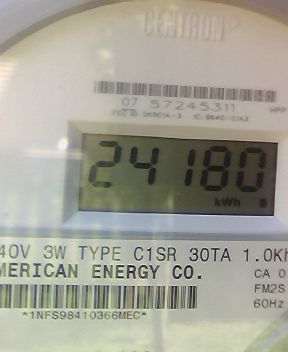 CENTRON
07 57245311
24180
kWh
40V 3W TYPE C1SR 30TA 1.0Kh
MERICAN ENERGY CO.
CA 0
FM2S
60Hz
*1NFS98410366MEC*